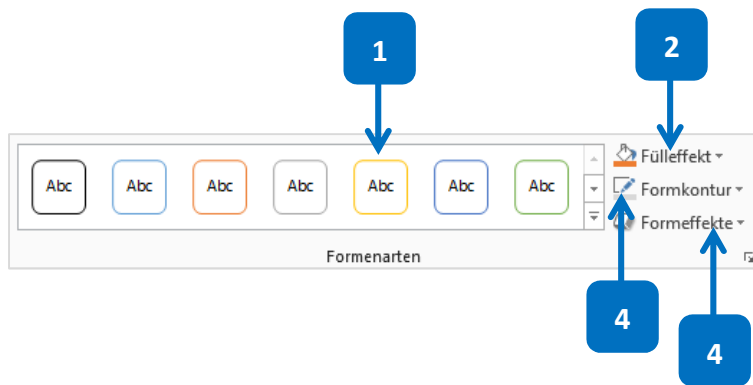 1
2
Abc Abc Abc Abc Abc Abc Abc
Fülleffekt
Formkontur
Formeffekte
Formenarten
4
4